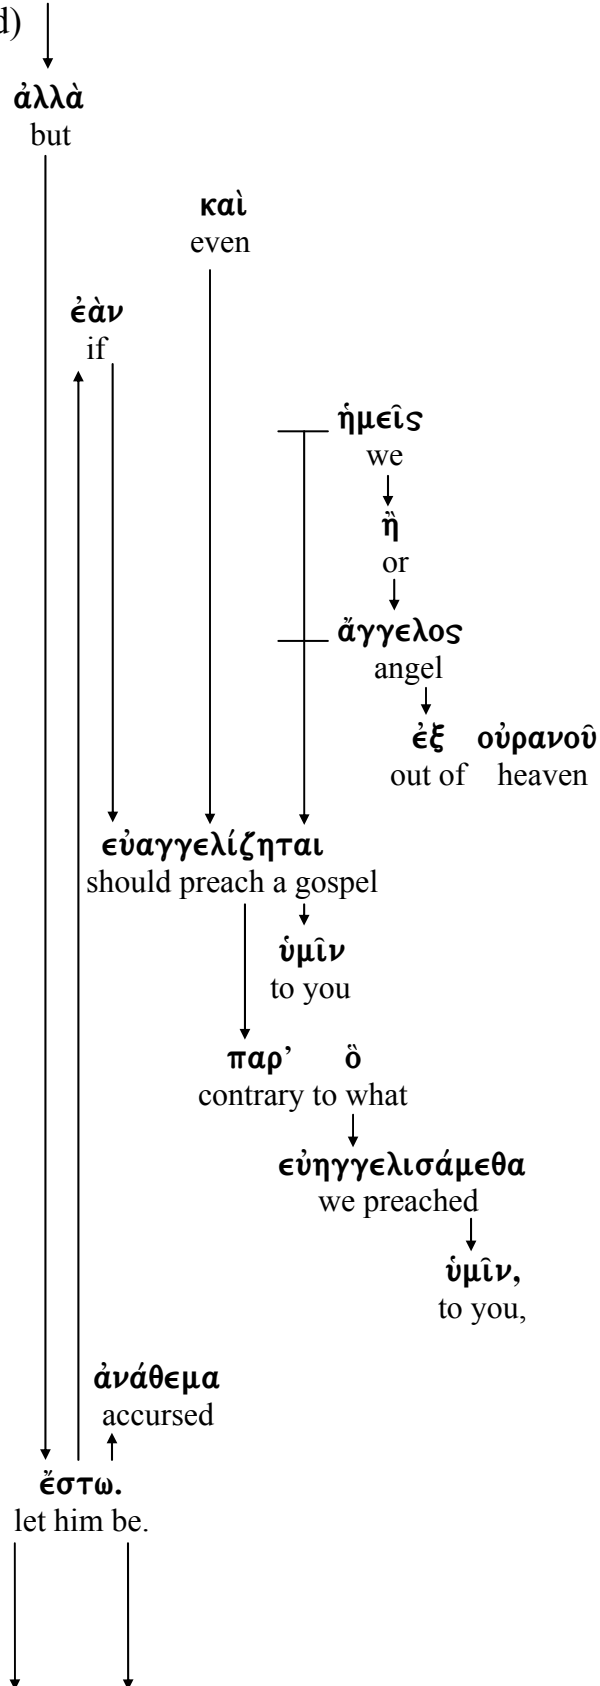 d)
ἀλλὰ
but
καὶ
even
ἐὰν
if
ἡμεῖς
we
ἢ
or
ἄγγελος
angel
ἐξ οὐρανοῦ
out of heaven
εὐαγγελίζηται
should preach a gospel
ὑμῖν
to you
παρ’ ὃ
contrary to what
εὐηγγελισάμεθα
we preached
ὑμῖν,
to you,
ἀνάθεμα
accursed
ἔστω.
let him be.